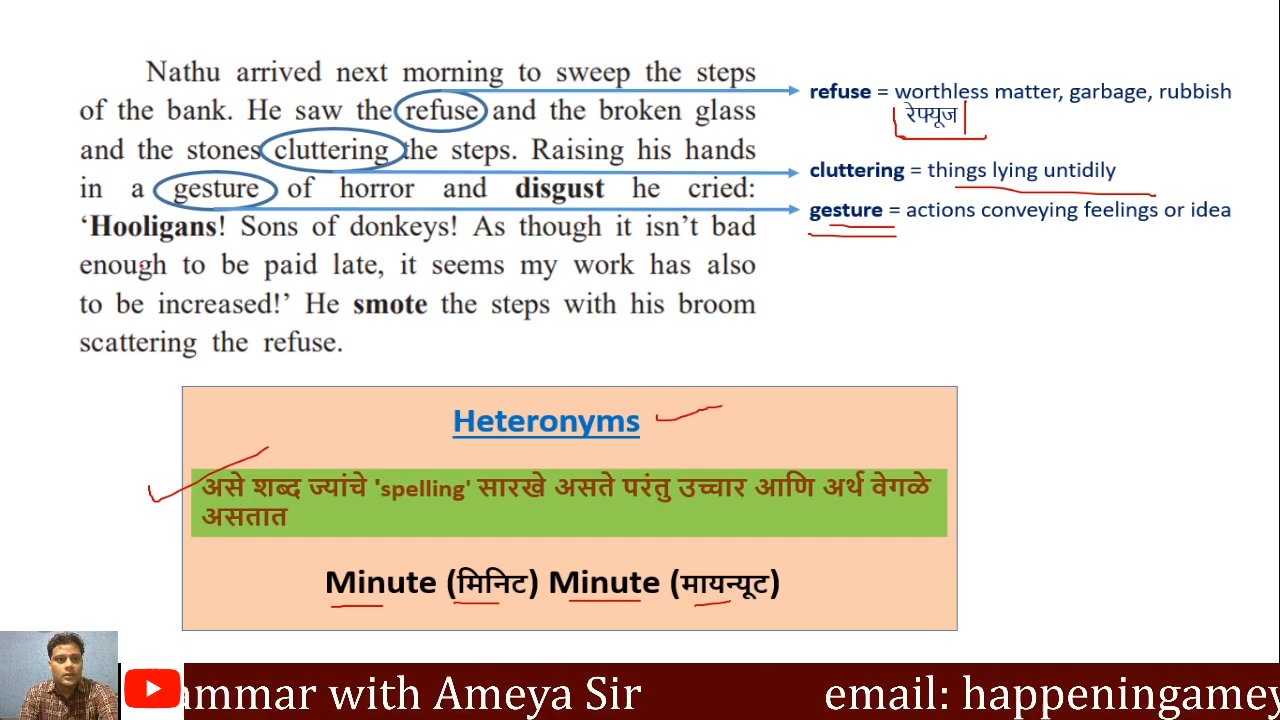 Nathu arrived next morning to sweep the steps
of the bank. He saw the refuse and the broken glass
and the stones cluttering the steps. Raising his hands
in a gesture of horror and disgust he cried:
‘Hooligans! Sons of donkeys! As though it isn’t bad
enough to be paid late, it seems my work has also
to be increased!’ He smote the steps with his broom
scattering the refuse.
refuse = worthless matter, garbage, rubbish
रेफ्यूज
cluttering = things lying untidily
gesture = actions conveying feelings or idea
Heteronyms
असे शब्द ज्यांचे 'spelling' सारखे असते परंतु उच्चार आणि अर्थ वेगळे
असतात
Minute (मिनिट) Minute (मायन्यूट)
ammar with Ameya Sir email: happeningamey